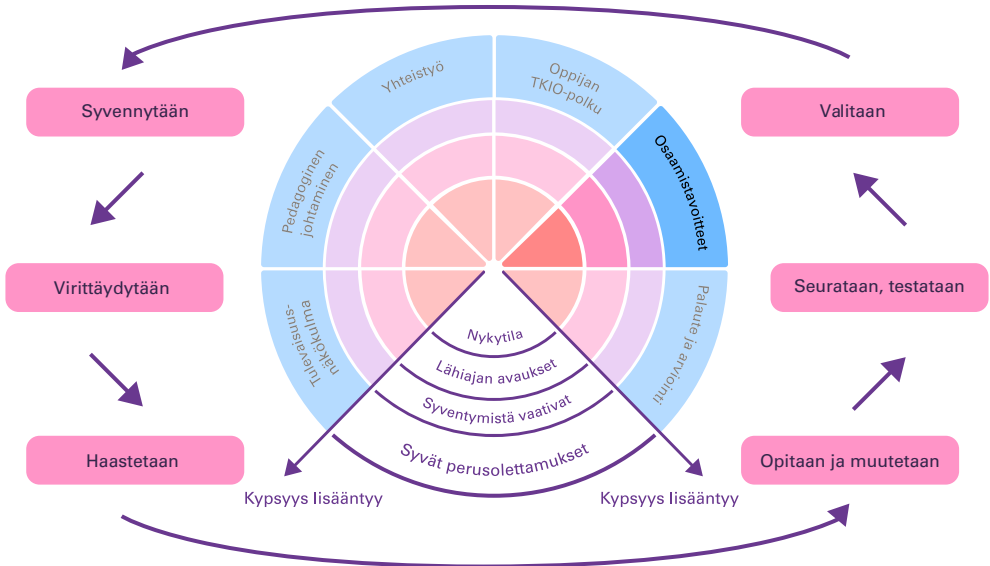 Yhteistyö
Oppijan
TKIO-polku
Syvennytään
Valitaan
Pedagoginen
johtaminen
Osaamistavoitteet
Virittäydytään
Seurataan, testataan
Tulevaisuus-
näkökulma
Palaute ja arviointi
Nykytila
Lähiajan avaukset
Syventymistä vaativat
Syvät perusolettamukset
Haastetaan
Opitaan ja muutetaan
Kypsyys lisääntyy
Kypsyys lisääntyy